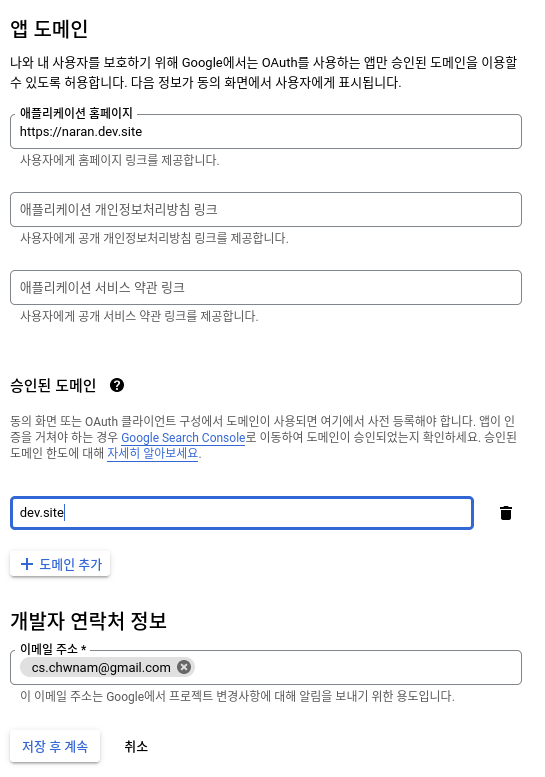 앱 도메인
나와 내 사용자를 보호하기 위해 Google에서는 OAuth를 사용하는 앱만 승인된 도메인을 이용할
수 있도록 허용합니다. 다음 정보가 동의 화면에서 사용자에게 표시됩니다.
애플리케이션 홈페이지
https://naran.dev.site
사용자에게 홈페이지 링크를 제공합니다.
애플리케이션 개인정보처리방침 링크
사용자에게 공개 개인정보처리방침 링크를 제공합니다.
애플리케이션 서비스 약관 링크
사용자에게 공개 서비스 약관 링크를 제공합니다.
승인된 도메인 ?
동의 화면 또는 OAuth 클라이언트 구성에서 도메인이 사용되면 여기에서 사전 등록해야 합니다. 앱이 인
증을 거쳐야 하는 경우 Google Search Console로 이동하여 도메인이 승인되었는지 확인하세요. 승인된
도메인 한도에 대해 자세히 알아보세요.
dev.site
+ 도메인 추가
개발자 연락처 정보
이메일 주소 *
cs.chwnam@gmail.com
이 이메일 주소는 Google에서 프로젝트 변경사항에 대해 알림을 보내기 위한 용도입니다.
저장 후 계속 취소